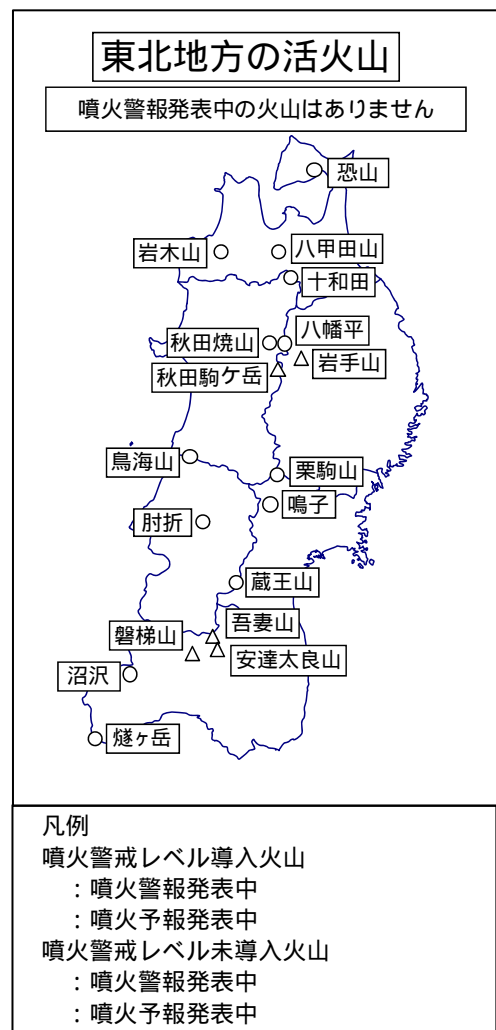 東北地方の活火山
噴火警報発表中の火山はありません
恐山
岩木山
八甲田山
十和田
秋田焼山
八幡平
岩手山
秋田駒ケ岳
鳥海山
栗駒山
鳴子
肘折
蔵王山
吾妻山
磐梯山
安達太良山
沼沢
燧ヶ岳
凡例
噴火警戒レベル導入火山
：噴火警報発表中
：噴火予報発表中
噴火警戒レベル未導入火山
：噴火警報発表中
：噴火予報発表中